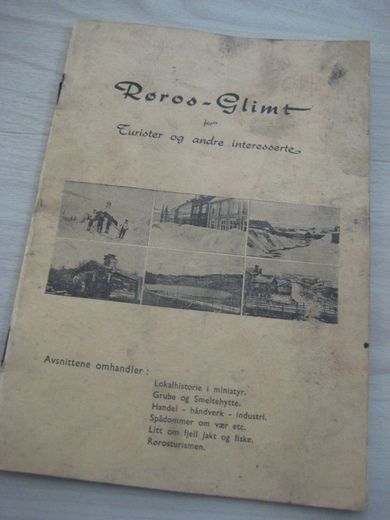 Røros-Glimt
for
Turister og andre interesserte
Avsnittene omhandler :
Lokalhistorie i miniatyr.
Grube og Smeltehytte.
Handel - håndverk - industri.
Spådommer om vær etc.
Litt om fjell jakt og fiske.
Rørosturismen.